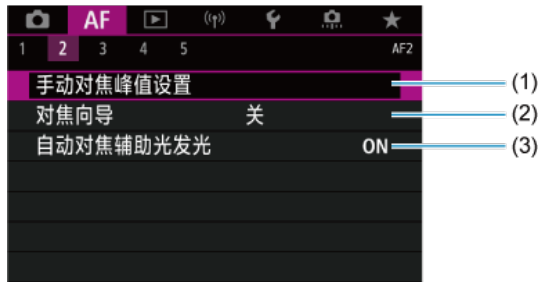 AF
1 2 3 4 5 AF2
手动对焦峰值设置 (1)
对焦向导 关 (2)
自动对焦辅助光发光 ON (3)